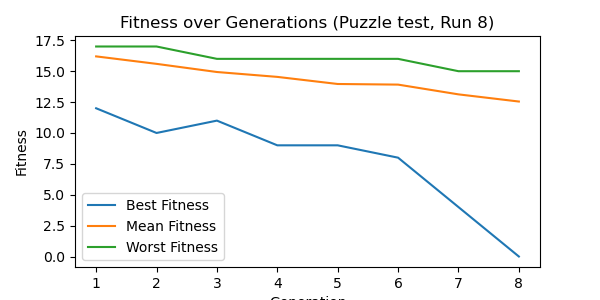 Fitness over Generations (Puzzle test, Run 8)
17.5
15.0
12.5
10.0
7.5
5.0
2.5
0.0
Fitness
Best Fitness
Mean Fitness
Worst Fitness
1 2 3 4 5 6 7 8
Generation